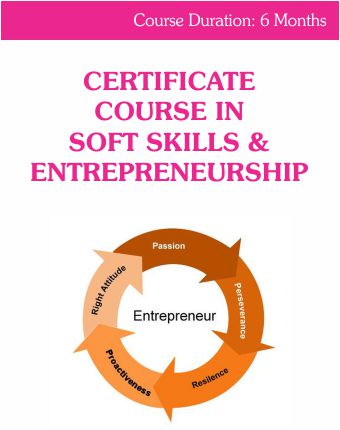 Course Duration: 6 Months
CERTIFICATE
COURSE IN
SOFT SKILLS &
ENTREPRENEURSHIP
Passion
Perseverance
Resilence
Proactiveness
Right Attitude
Entrepreneur